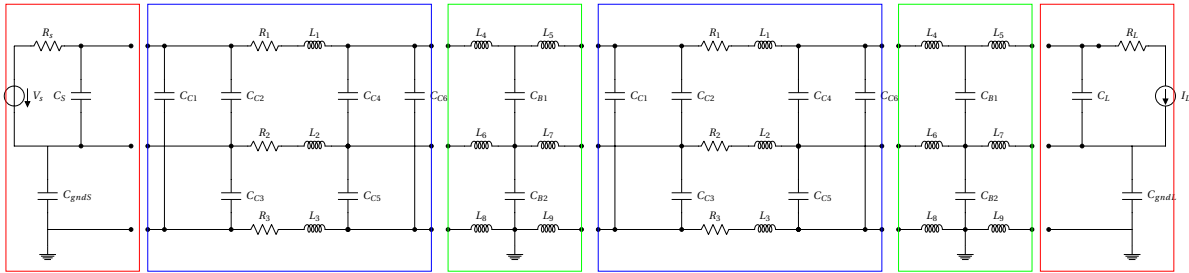 R_s
V_s
C_S
C_gndS
C_C1
C_C2
C_C3
R_1
L_1
R_2
L_2
R_3
L_3
C_C4
C_C5
C_C6
L_4
L_5
C_B1
L_6
L_7
C_B2
L_8
L_9
C_C1
C_C2
C_C3
R_1
L_1
R_2
L_2
R_3
L_3
C_C4
C_C5
C_C6
L_4
L_5
C_B1
L_6
L_7
C_B2
L_8
L_9
R_L
C_L
I_L
C_gndL